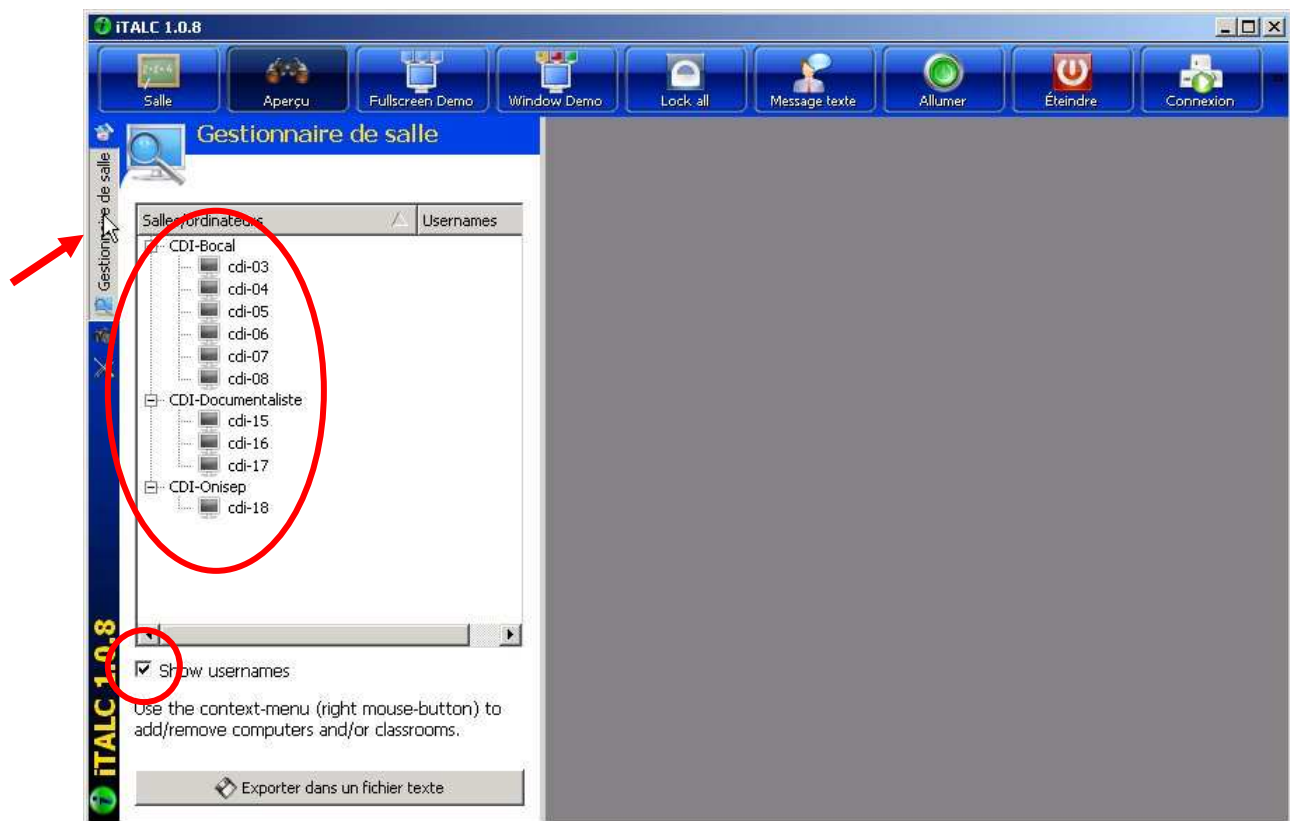 iTALC 1.0.8
Salle Aperçu Fullscreen Demo Window Demo Lock all Message texte Allumer Éteindre Connexion
Gestionnaire de salle
Gestionnaire de salle
Salles/ordinateurs Usernames
CDI-Bocal
cdi-03
cdi-04
cdi-05
cdi-06
cdi-07
cdi-08
CDI-Documentaliste
cdi-15
cdi-16
cdi-17
CDI-Onisep
cdi-18
Show usernames
Use the context-menu (right mouse-button) to
add/remove computers and/or classrooms.
Exporter dans un fichier texte
iTALC 1.0.8